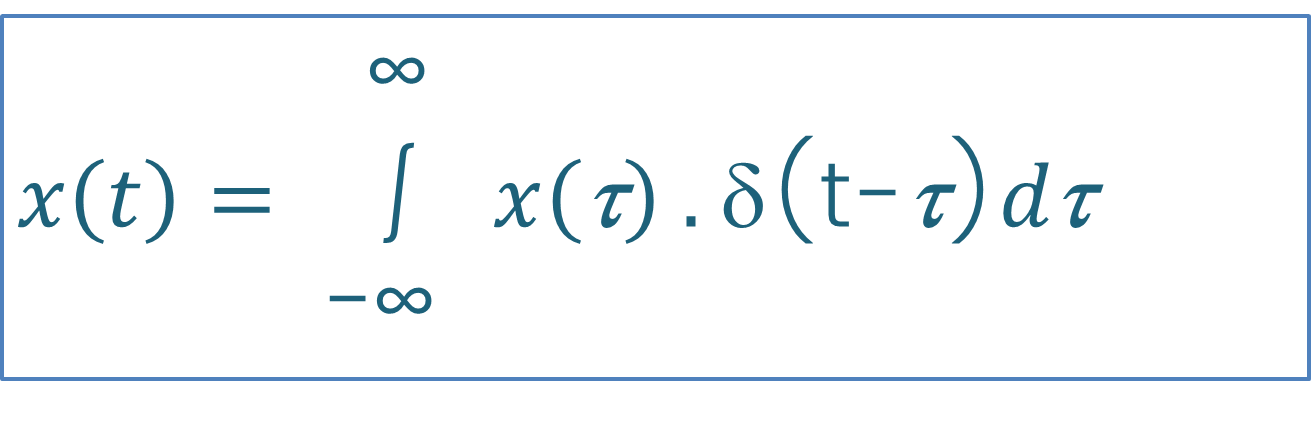 ∞
x(t) = ∫ x(τ) . δ(t-τ)dτ
-∞